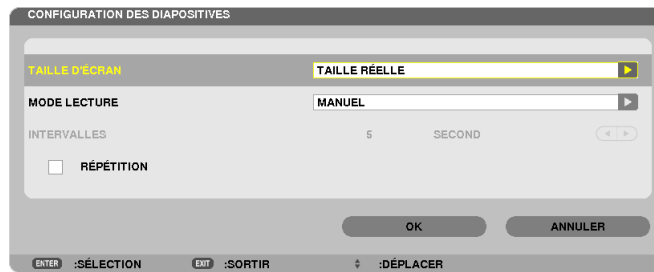 CONFIGURATION DES DIAPOSITIVES
TAILLE D'ÉCRAN TAILLE RÉELLE
MODE LECTURE MANUEL
INTERVALLES 5 SECOND
RÉPÉTITION
OK ANNULER
ENTER :SÉLECTION EXIT :SORTIR :DÉPLACER